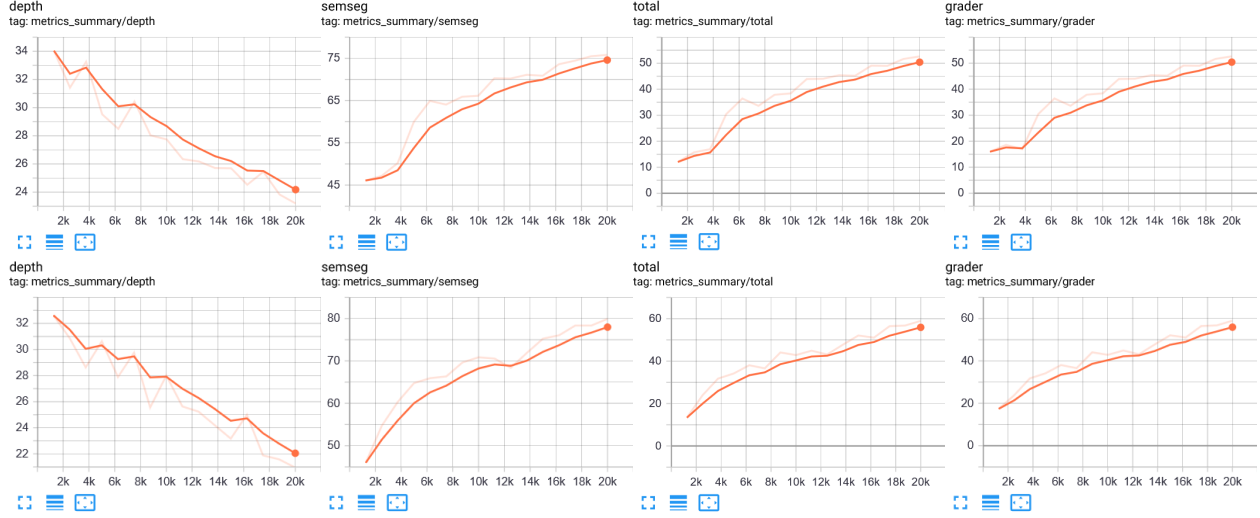 depth
tag: metrics_summary/depth
34
32
30
28
26
24
2k 4k 6k 8k 10k 12k 14k 16k 18k 20k
semseg
tag: metrics_summary/semseg
75
65
55
45
2k 4k 6k 8k 10k 12k 14k 16k 18k 20k
total
tag: metrics_summary/total
50
40
30
20
10
0
2k 4k 6k 8k 10k 12k 14k 16k 18k 20k
grader
tag: metrics_summary/grader
50
40
30
20
10
0
2k 4k 6k 8k 10k 12k 14k 16k 18k 20k
depth
tag: metrics_summary/depth
32
30
28
26
24
22
2k 4k 6k 8k 10k 12k 14k 16k 18k 20k
semseg
tag: metrics_summary/semseg
80
70
60
50
2k 4k 6k 8k 10k 12k 14k 16k 18k 20k
total
tag: metrics_summary/total
60
40
20
0
2k 4k 6k 8k 10k 12k 14k 16k 18k 20k
grader
tag: metrics_summary/grader
60
40
20
0
2k 4k 6k 8k 10k 12k 14k 16k 18k 20k